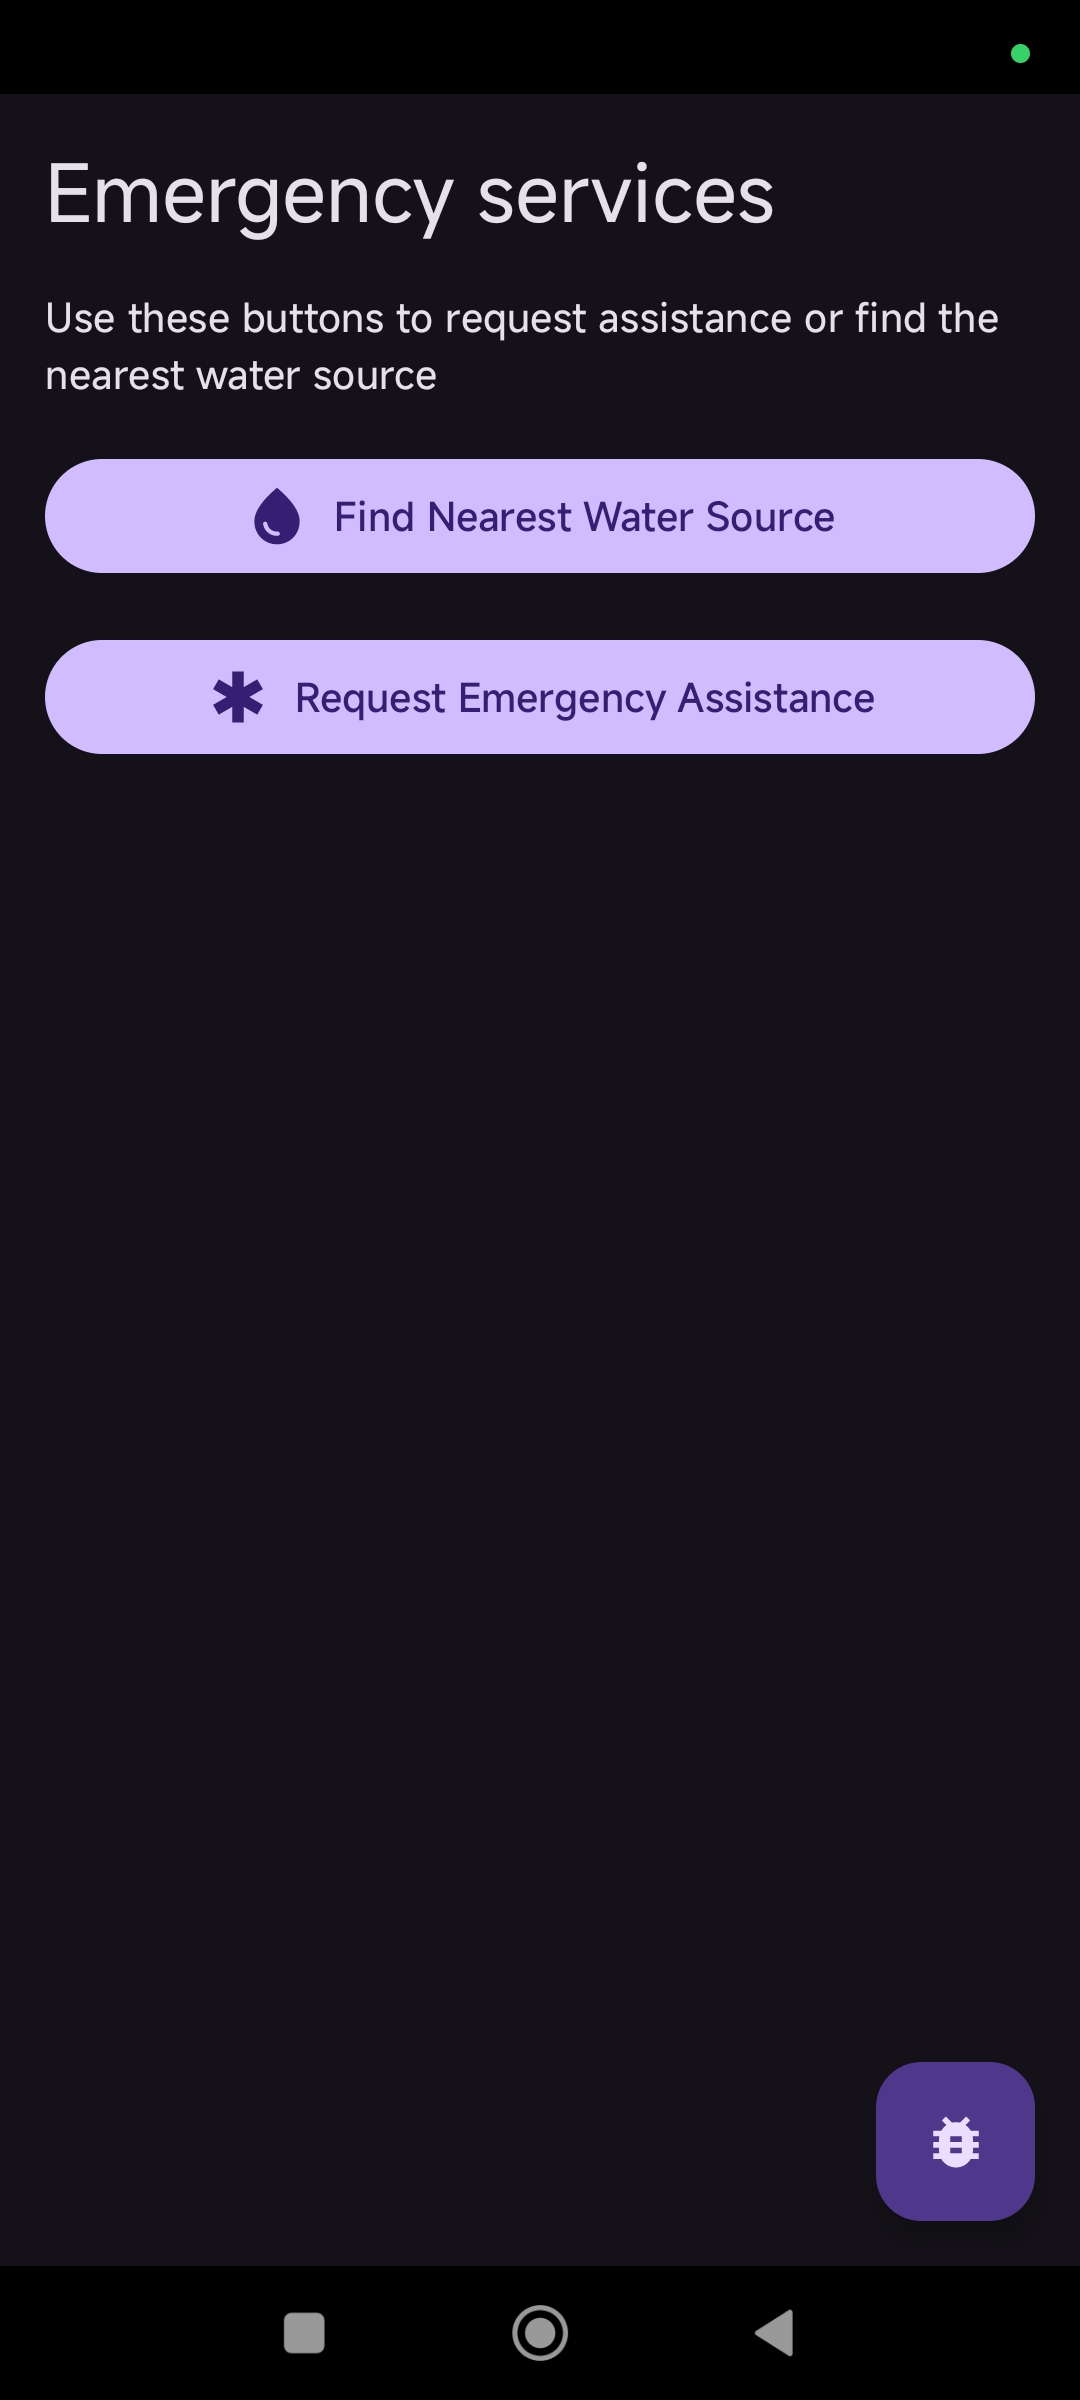 Emergency services
Use these buttons to request assistance or find the
nearest water source
Find Nearest Water Source
Request Emergency Assistance